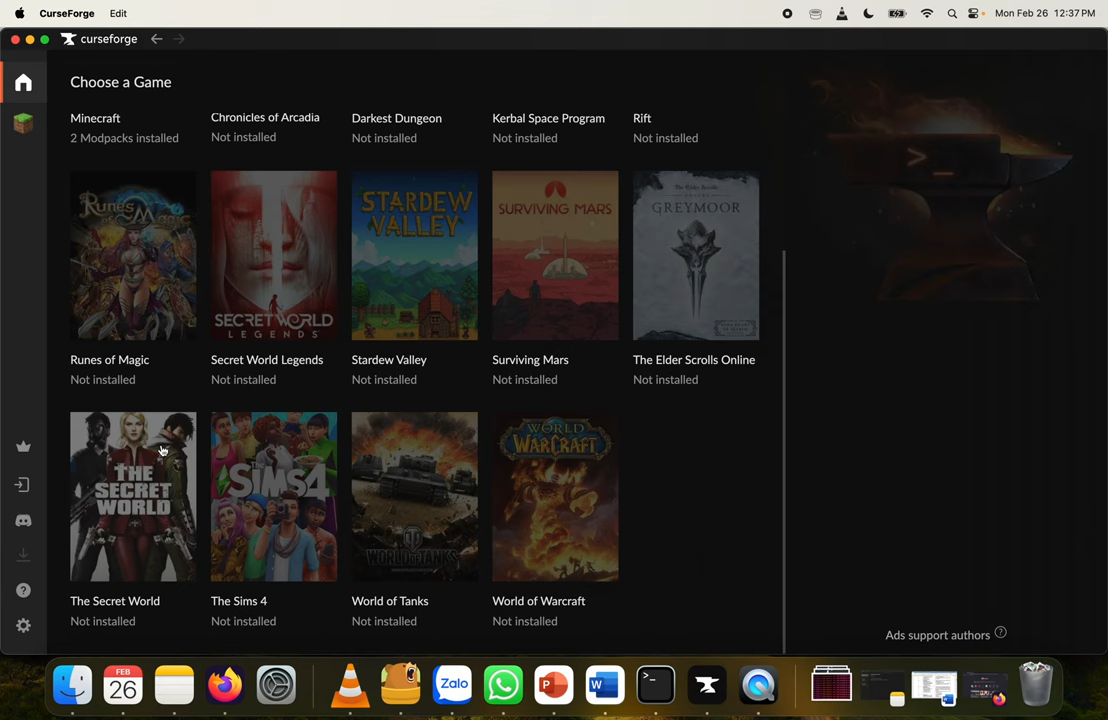 CurseForge Edit
Mon Feb 26 12:37 PM
curseforge
Choose a Game
Minecraft
2 Modpacks installed
Chronicles of Arcadia
Not installed
Darkest Dungeon
Not installed
Kerbal Space Program
Not installed
Rift
Not installed
Runes of Magic
SECRET WORLD
LEGENDS
STARDEW
VALLEY
SURVIVING MARS
The Elder Scrolls
ONLINE
GREYMOOR
Runes of Magic
Not installed
Secret World Legends
Not installed
Stardew Valley
Not installed
Surviving Mars
Not installed
The Elder Scrolls Online
Not installed
THE
SECRET
WORLD
THE
SIMS4
WORLD OF TANKS
WORLD
OF
WARCRAFT
The Secret World
Not installed
The Sims 4
Not installed
World of Tanks
Not installed
World of Warcraft
Not installed
Ads support authors ?
FEB
26
Zalo